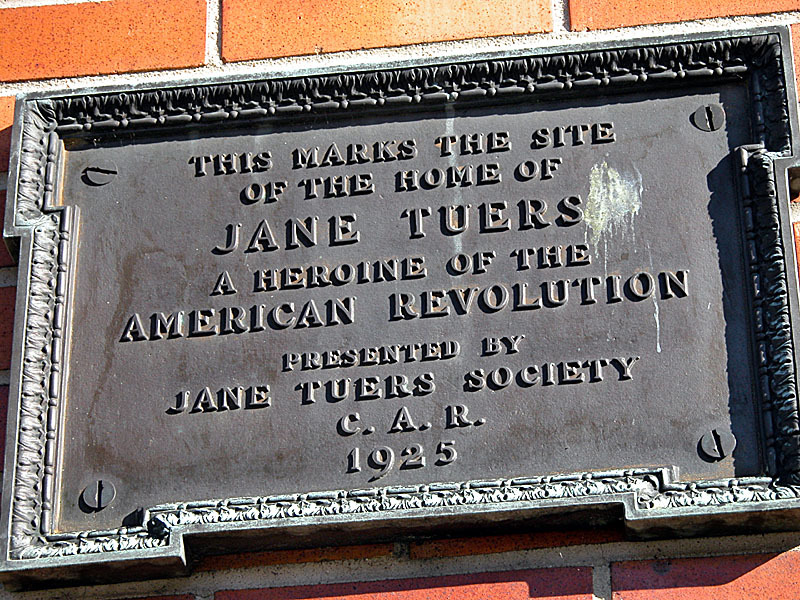 THIS MARKS THE SITE
OF THE HOME OF
JANE TUERS
A HEROINE OF THE
AMERICAN REVOLUTION
PRESENTED BY
JANE TUERS SOCIETY
C. A. R.
1925